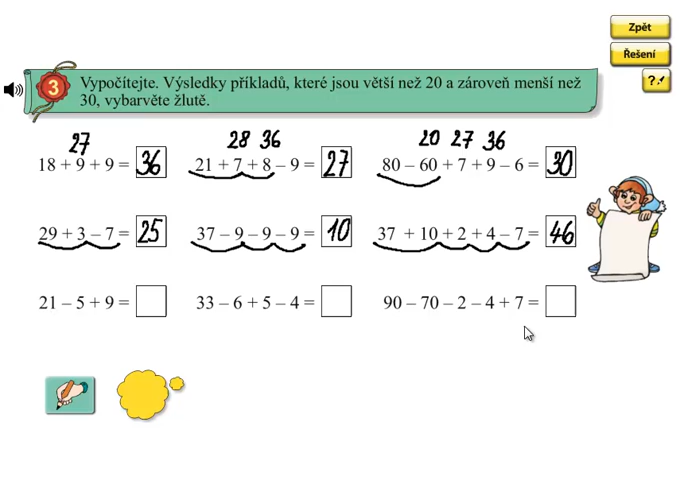 Zpět
Řešení
?
3 Vypočítejte. Výsledky příkladů, které jsou větší než 20 a zároveň menší než
30, vybarvěte žlutě.
27 28 36 20 27 36
18 + 9 + 9 = 36 21 + 7 + 8 – 9 = 27 80 – 60 + 7 + 9 – 6 = 30
29 + 3 – 7 = 25 37 – 9 – 9 – 9 = 10 37 + 10 + 2 + 4 – 7 = 46
21 – 5 + 9 = 33 – 6 + 5 – 4 = 90 – 70 – 2 – 4 + 7 =